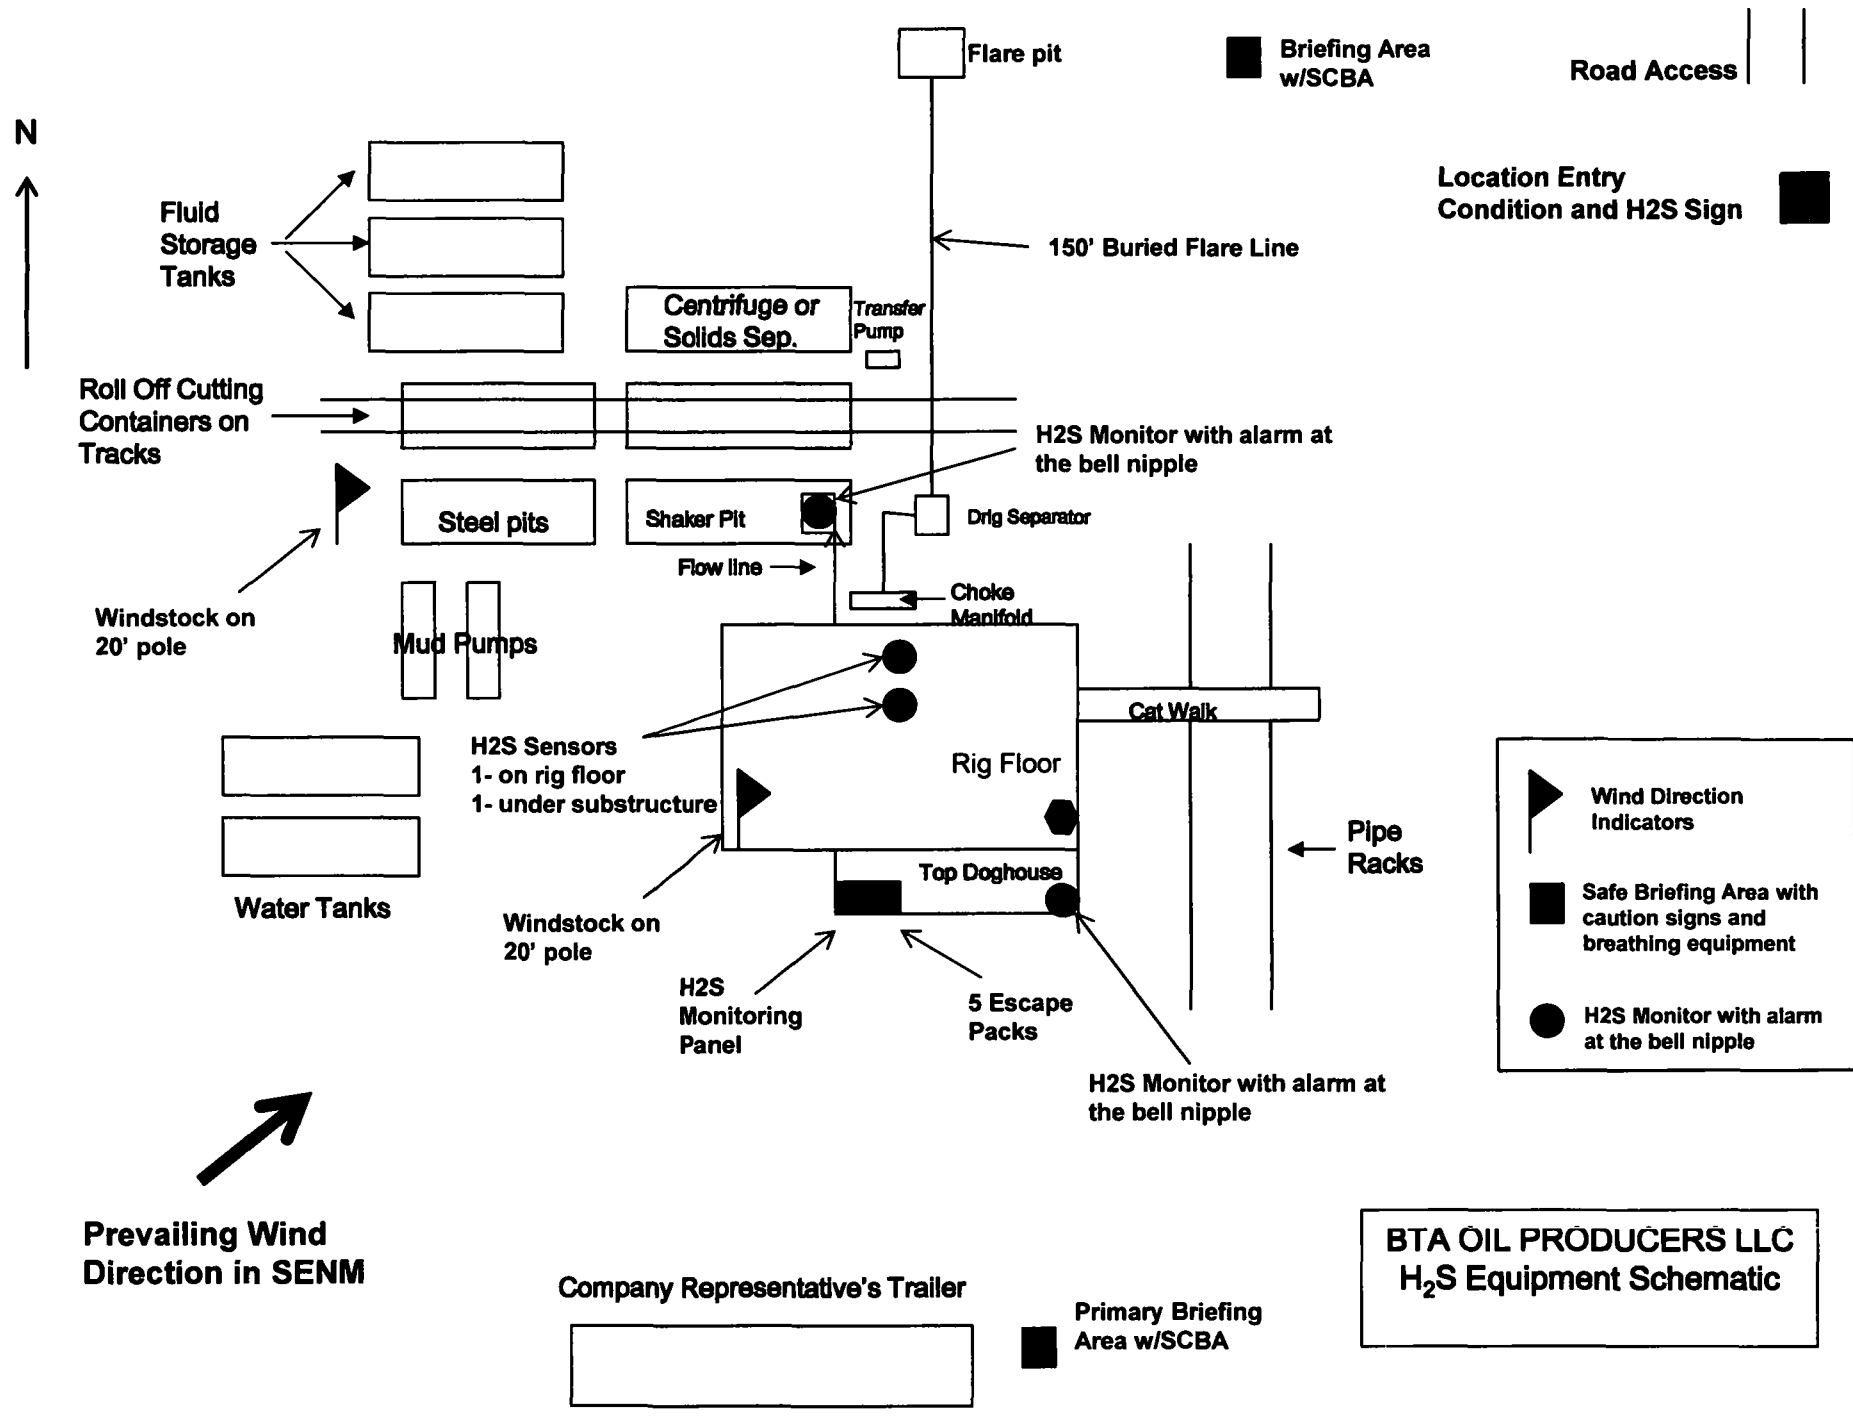 Flare pit
Briefing Area
w/SCBA
Road Access
N
Location Entry
Condition and H2S Sign
Fluid
Storage
Tanks
150' Buried Flare Line
Centrifuge or
Solids Sep.
Transfer
Pump
Roll Off Cutting
Containers on
Tracks
H2S Monitor with alarm at
the bell nipple
Steel pits
Shaker Pit
Drlg Separator
Flow line
Choke
Manifold
Windstock on
20' pole
Mud Pumps
Cat Walk
H2S Sensors
1- on rig floor
1- under substructure
Rig Floor
Wind Direction
Indicators
Pipe
Racks
Top Doghouse
Safe Briefing Area with
caution signs and
breathing equipment
Water Tanks
Windstock on
20' pole
H2S
Monitoring
Panel
5 Escape
Packs
H2S Monitor with alarm
at the bell nipple
H2S Monitor with alarm at
the bell nipple
Prevailing Wind
Direction in SENM
BTA OIL PRODUCERS LLC
H₂S Equipment Schematic
Company Representative's Trailer
Primary Briefing
Area w/SCBA